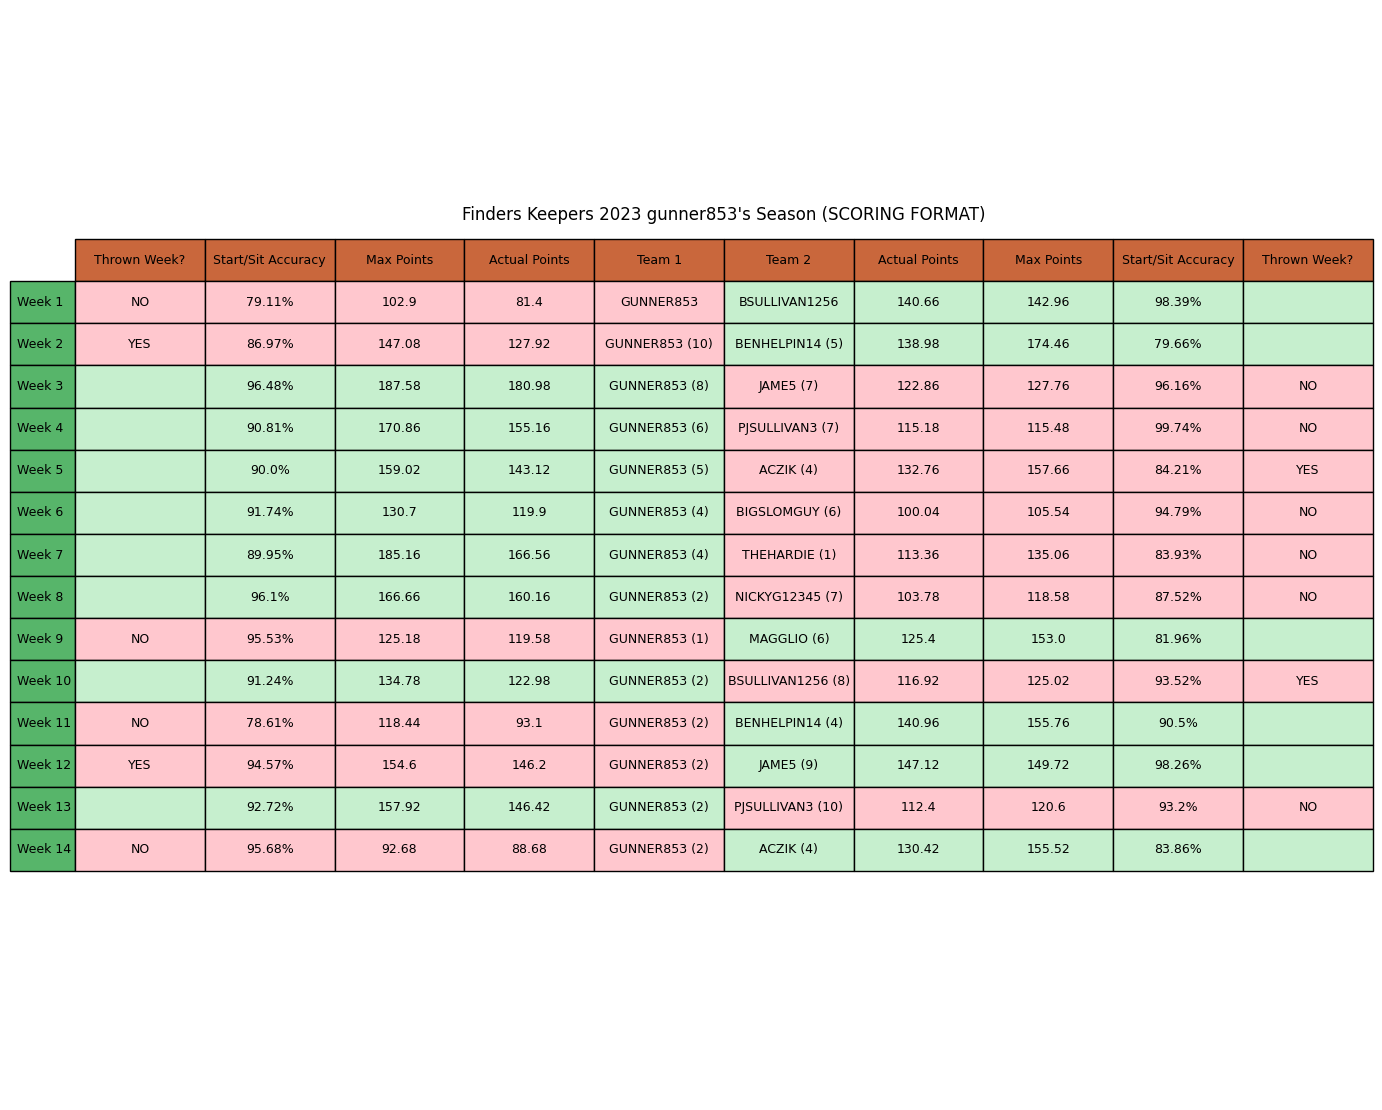 Finders Keepers 2023 gunner853's Season (SCORING FORMAT)
Thrown Week? Start/Sit Accuracy Max Points Actual Points Team 1 Team 2 Actual Points Max Points Start/Sit Accuracy Thrown Week?
Week 1 NO 79.11% 102.9 81.4 GUNNER853 BSULLIVAN1256 140.66 142.96 98.39%
Week 2 YES 86.97% 147.08 127.92 GUNNER853 (10) BENHELPIN14 (5) 138.98 174.46 79.66%
Week 3 96.48% 187.58 180.98 GUNNER853 (8) JAME5 (7) 122.86 127.76 96.16% NO
Week 4 90.81% 170.86 155.16 GUNNER853 (6) PJSULLIVAN3 (7) 115.18 115.48 99.74% NO
Week 5 90.0% 159.02 143.12 GUNNER853 (5) ACZIK (4) 132.76 157.66 84.21% YES
Week 6 91.74% 130.7 119.9 GUNNER853 (4) BIGSLOMGUY (6) 100.04 105.54 94.79% NO
Week 7 89.95% 185.16 166.56 GUNNER853 (4) THEHARDIE (1) 113.36 135.06 83.93% NO
Week 8 96.1% 166.66 160.16 GUNNER853 (2) NICKYG12345 (7) 103.78 118.58 87.52% NO
Week 9 NO 95.53% 125.18 119.58 GUNNER853 (1) MAGGLIO (6) 125.4 153.0 81.96%
Week 10 91.24% 134.78 122.98 GUNNER853 (2) BSULLIVAN1256 (8) 116.92 125.02 93.52% YES
Week 11 NO 78.61% 118.44 93.1 GUNNER853 (2) BENHELPIN14 (4) 140.96 155.76 90.5%
Week 12 YES 94.57% 154.6 146.2 GUNNER853 (2) JAME5 (9) 147.12 149.72 98.26%
Week 13 92.72% 157.92 146.42 GUNNER853 (2) PJSULLIVAN3 (10) 112.4 120.6 93.2% NO
Week 14 NO 95.68% 92.68 88.68 GUNNER853 (2) ACZIK (4) 130.42 155.52 83.86%